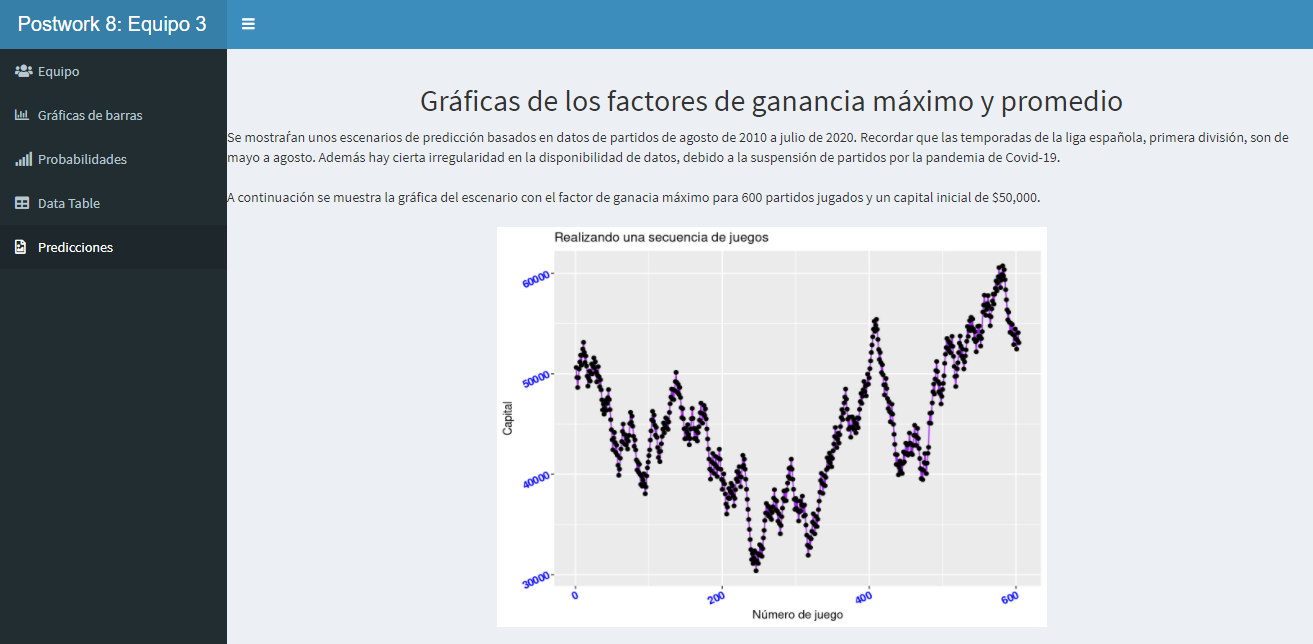 Postwork 8: Equipo 3
Equipo
Gráficas de barras
Probabilidades
Data Table
Predicciones
Gráficas de los factores de ganancia máximo y promedio
Se mostrafan unos escenarios de predicción basados en datos de partidos de agosto de 2010 a julio de 2020. Recordar que las temporadas de la liga española, primera división, son de
mayo a agosto. Además hay cierta irregularidad en la disponibilidad de datos, debido a la suspensión de partidos por la pandemia de Covid-19.
A continuación se muestra la gráfica del escenario con el factor de ganacia máximo para 600 partidos jugados y un capital inicial de $50,000.
Realizando una secuencia de juegos
Capital
60000
50000
40000
30000
0
200
400
600
Número de juego